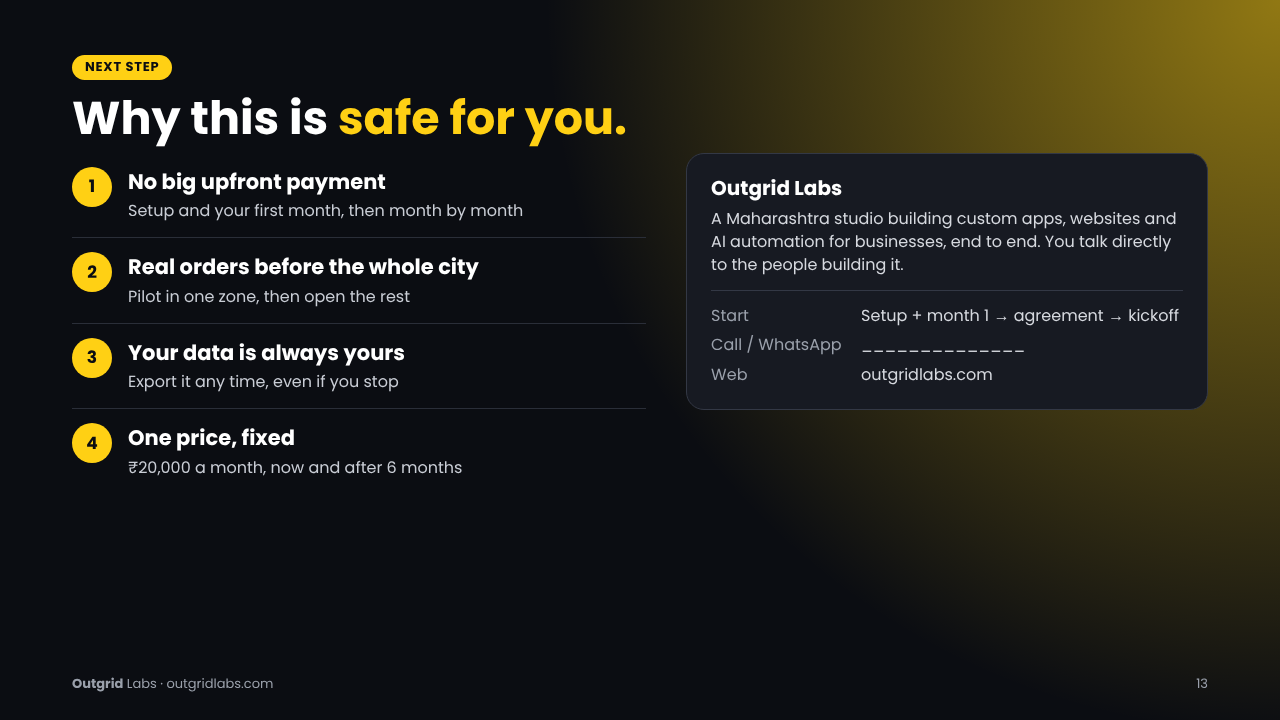 NEXT STEP
Why this is safe for you.
1
No big upfront payment
Setup and your first month, then month by month
2
Real orders before the whole city
Pilot in one zone, then open the rest
3
Your data is always yours
Export it any time, even if you stop
4
One price, fixed
₹20,000 a month, now and after 6 months
Outgrid Labs
A Maharashtra studio building custom apps, websites and
AI automation for businesses, end to end. You talk directly
to the people building it.
Start Setup + month 1 → agreement → kickoff
Call / WhatsApp ______________
Web outgridlabs.com
Outgrid Labs · outgridlabs.com
13